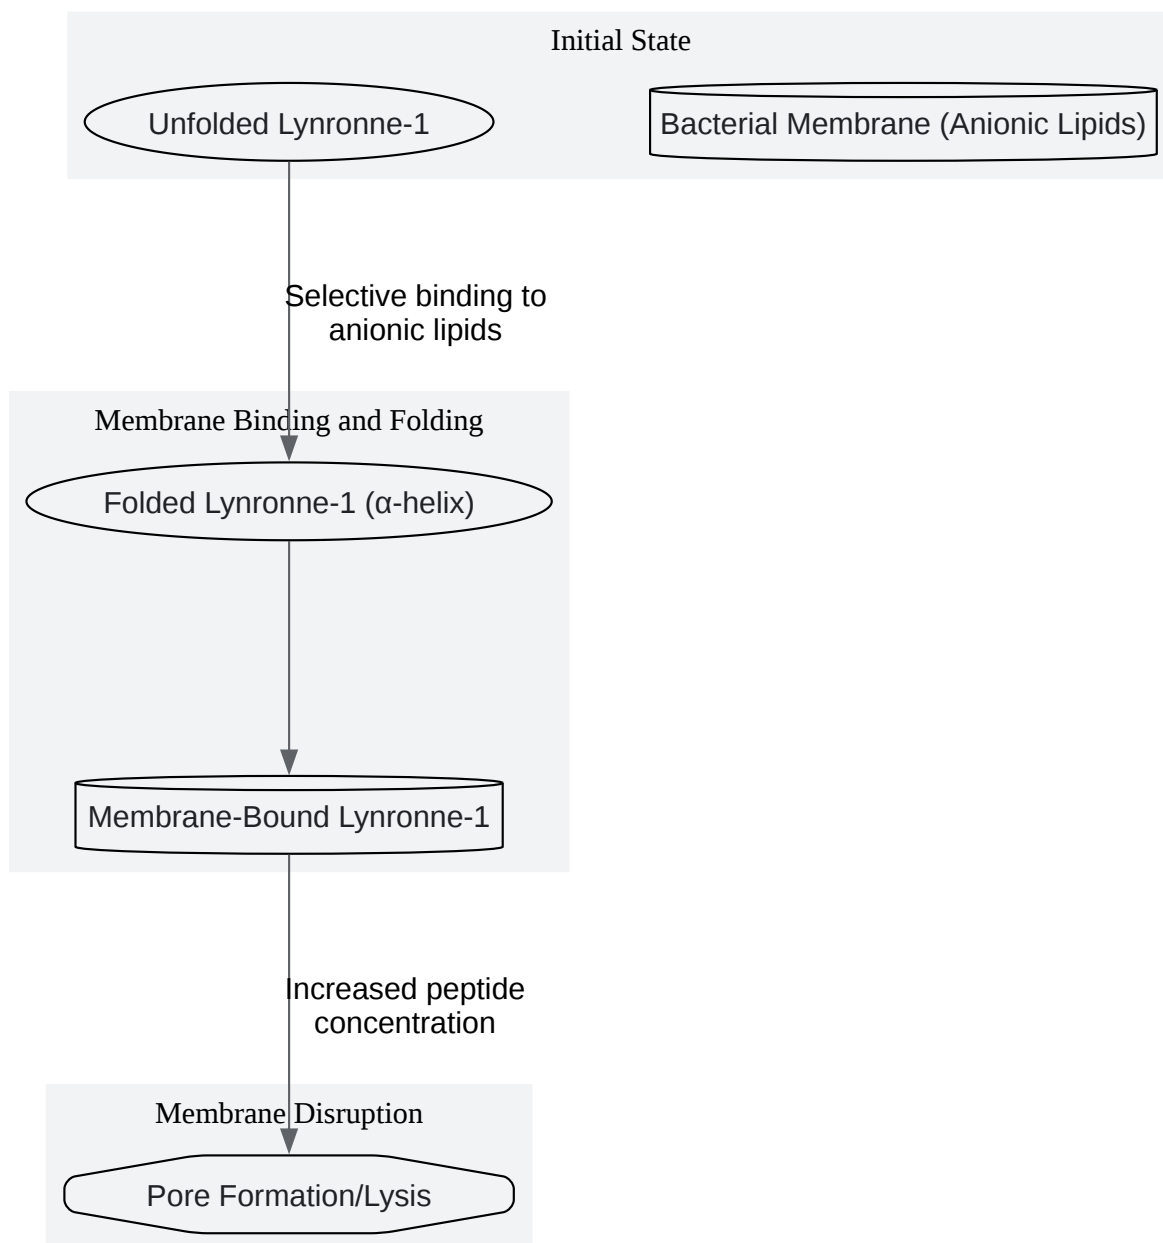 Initial State
Unfolded Lynronne-1
Bacterial Membrane (Anionic Lipids)
Selective binding to
anionic lipids
Membrane Binding and Folding
Folded Lynronne-1 (α-helix)
Membrane-Bound Lynronne-1
Increased peptide
concentration
Membrane Disruption
Pore Formation/Lysis